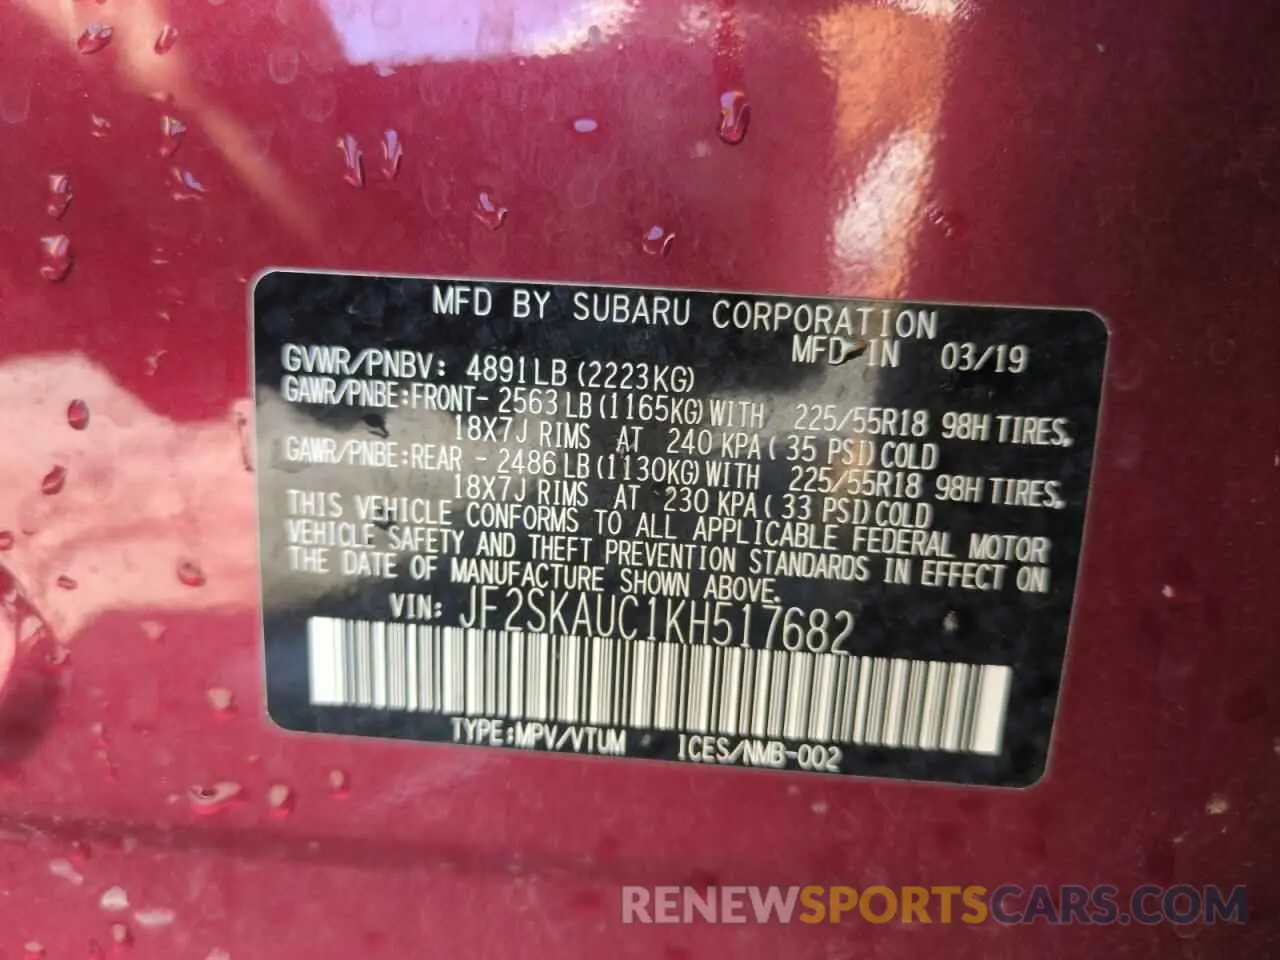 MFD BY SUBARU CORPORATION
MFD IN 03/19
GVWR/PNBV: 4891LB (2223KG)
GAWR/PNBE:FRONT- 2563LB(1165KG)WITH 225/55R18 98H TIRES,
18X7J RIMS AT 240 KPA(35 PSI)COLD
GAWR/PNBE:REAR - 2486LB(1130KG)WITH 225/55R18 98H TIRES,
18X7J RIMS AT 230 KPA(33 PSI)COLD
THIS VEHICLE CONFORMS TO ALL APPLICABLE FEDERAL MOTOR
VEHICLE SAFETY AND THEFT PREVENTION STANDARDS IN EFFECT ON
THE DATE OF MANUFACTURE SHOWN ABOVE.
VIN: JF2SKAUC1KH517682
TYPE:MPV/VTUM ICES/NMB-002
RENEWSPORTSCARS.COM